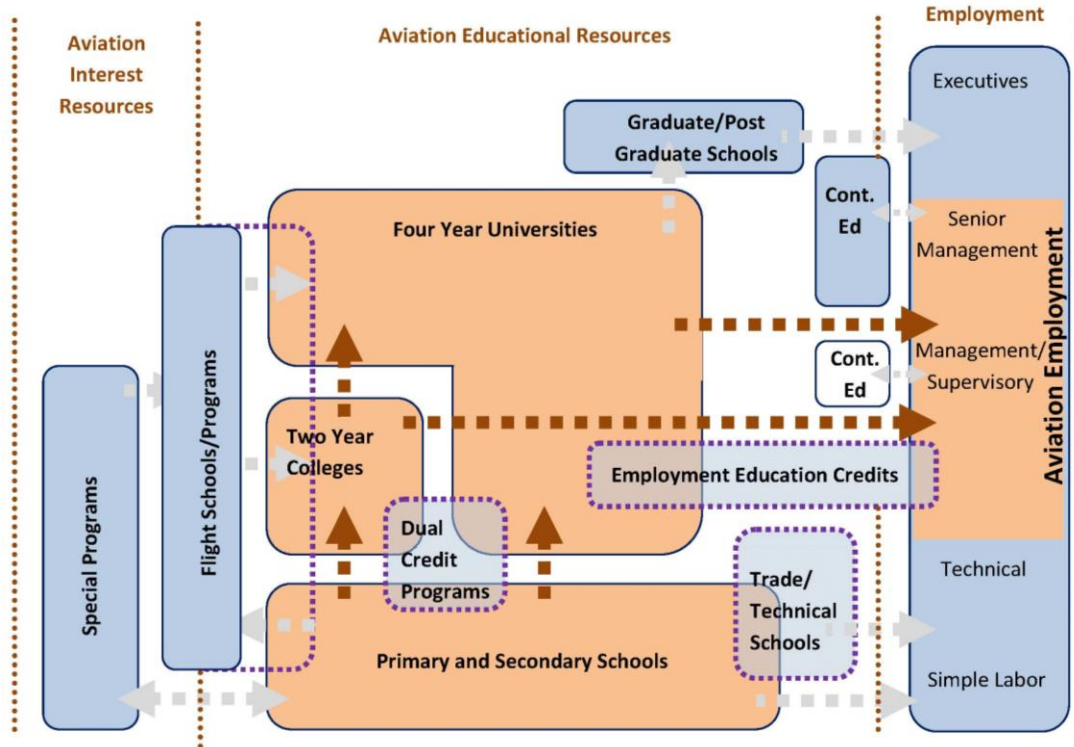 Aviation
Interest
Resources
Aviation Educational Resources
Employment
Graduate/Post
Graduate Schools
Executives
Cont.
Ed
Four Year Universities
Senior
Management
Cont.
Ed
Management/
Supervisory
Aviation Employment
Special Programs
Flight Schools/Programs
Two Year
Colleges
Employment Education Credits
Dual
Credit
Programs
Trade/
Technical
Schools
Technical
Primary and Secondary Schools
Simple Labor